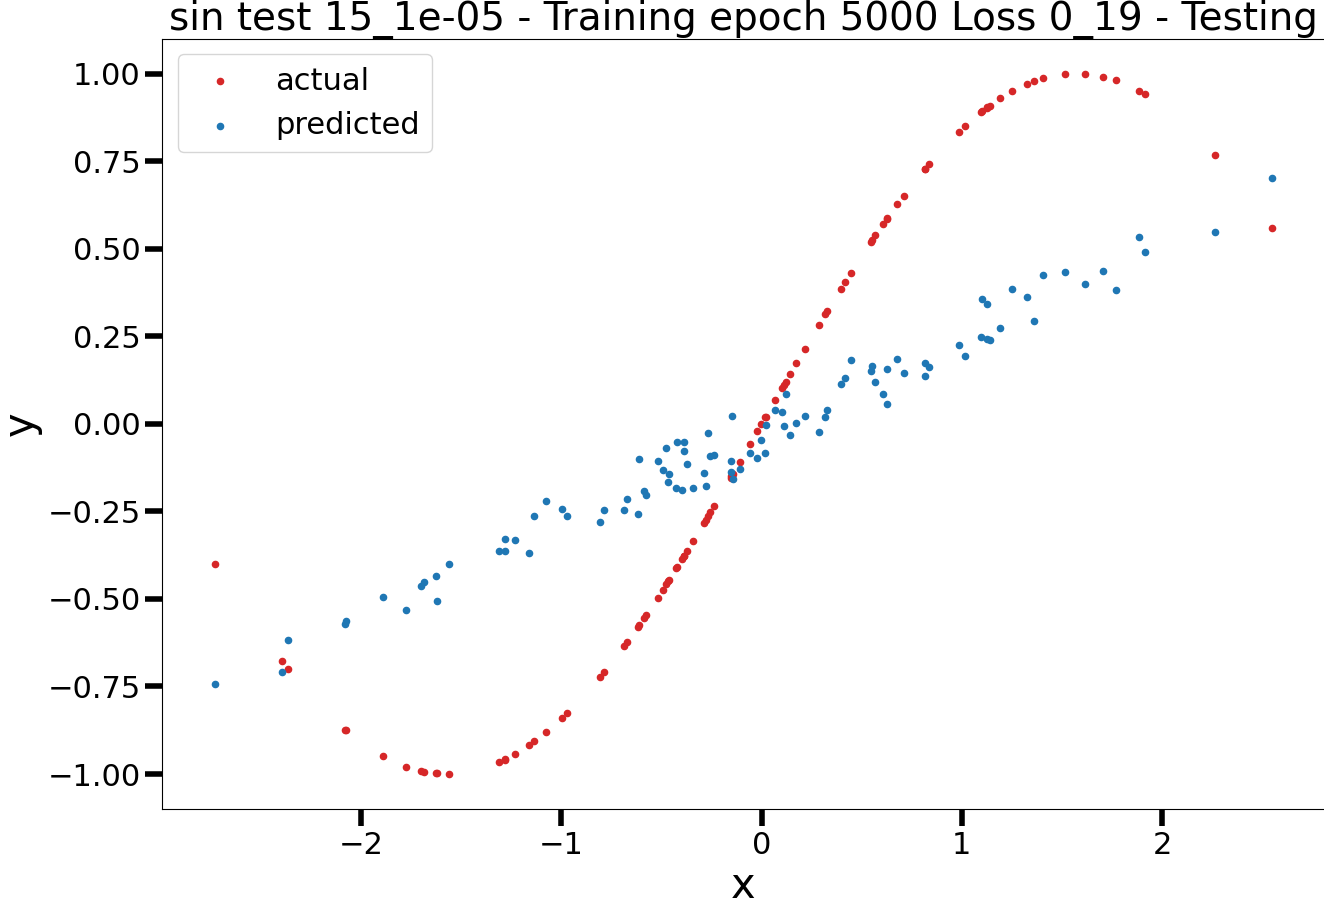 sin test 15_1e-05 - Training epoch 5000 Loss 0_19 - Testing
actual
predicted
1.00
0.75
0.50
0.25
0.00
−0.25
−0.50
−0.75
−1.00
y
−2 −1 0 1 2
x